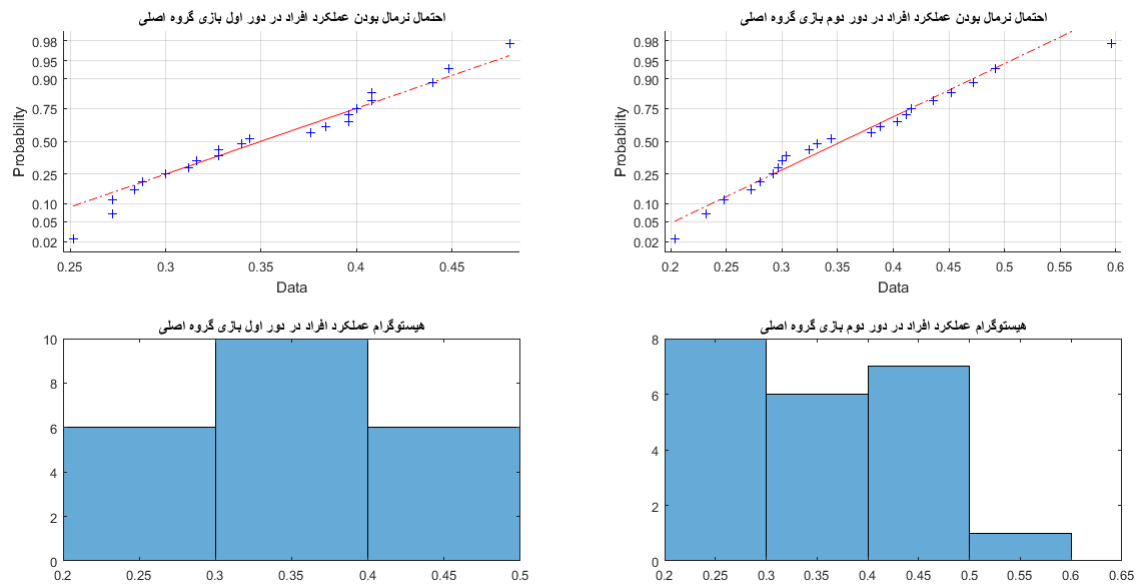 احتمال نرمال بودن عملکرد افراد در دور اول بازی گروه اصلی
0.98
0.95
0.90
0.75
0.50
0.25
0.10
0.05
0.02
Probability
0.25 0.3 0.35 0.4 0.45
Data
احتمال نرمال بودن عملکرد افراد در دور دوم بازی گروه اصلی
0.98
0.95
0.90
0.75
0.50
0.25
0.10
0.05
0.02
Probability
0.2 0.25 0.3 0.35 0.4 0.45 0.5 0.55 0.6
Data
هیستوگرام عملکرد افراد در دور اول بازی گروه اصلی
10
8
6
4
2
0
0.2 0.25 0.3 0.35 0.4 0.45 0.5
هیستوگرام عملکرد افراد در دور دوم بازی گروه اصلی
8
6
4
2
0
0.2 0.25 0.3 0.35 0.4 0.45 0.5 0.55 0.6 0.65